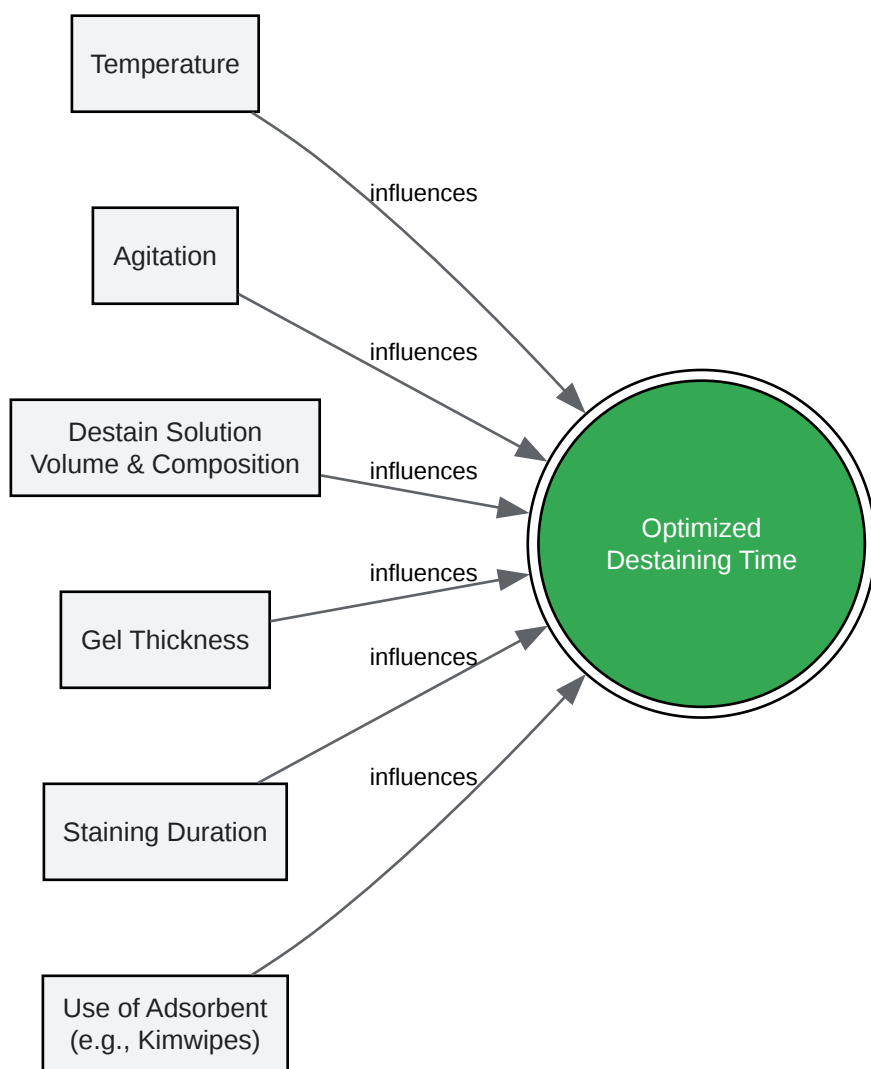 Temperature
influences
Agitation
influences
Destain Solution
Volume & Composition
influences
Optimized
Destaining Time
influences
Gel Thickness
influences
Staining Duration
influences
Use of Adsorbent
(e.g., Kimwipes)